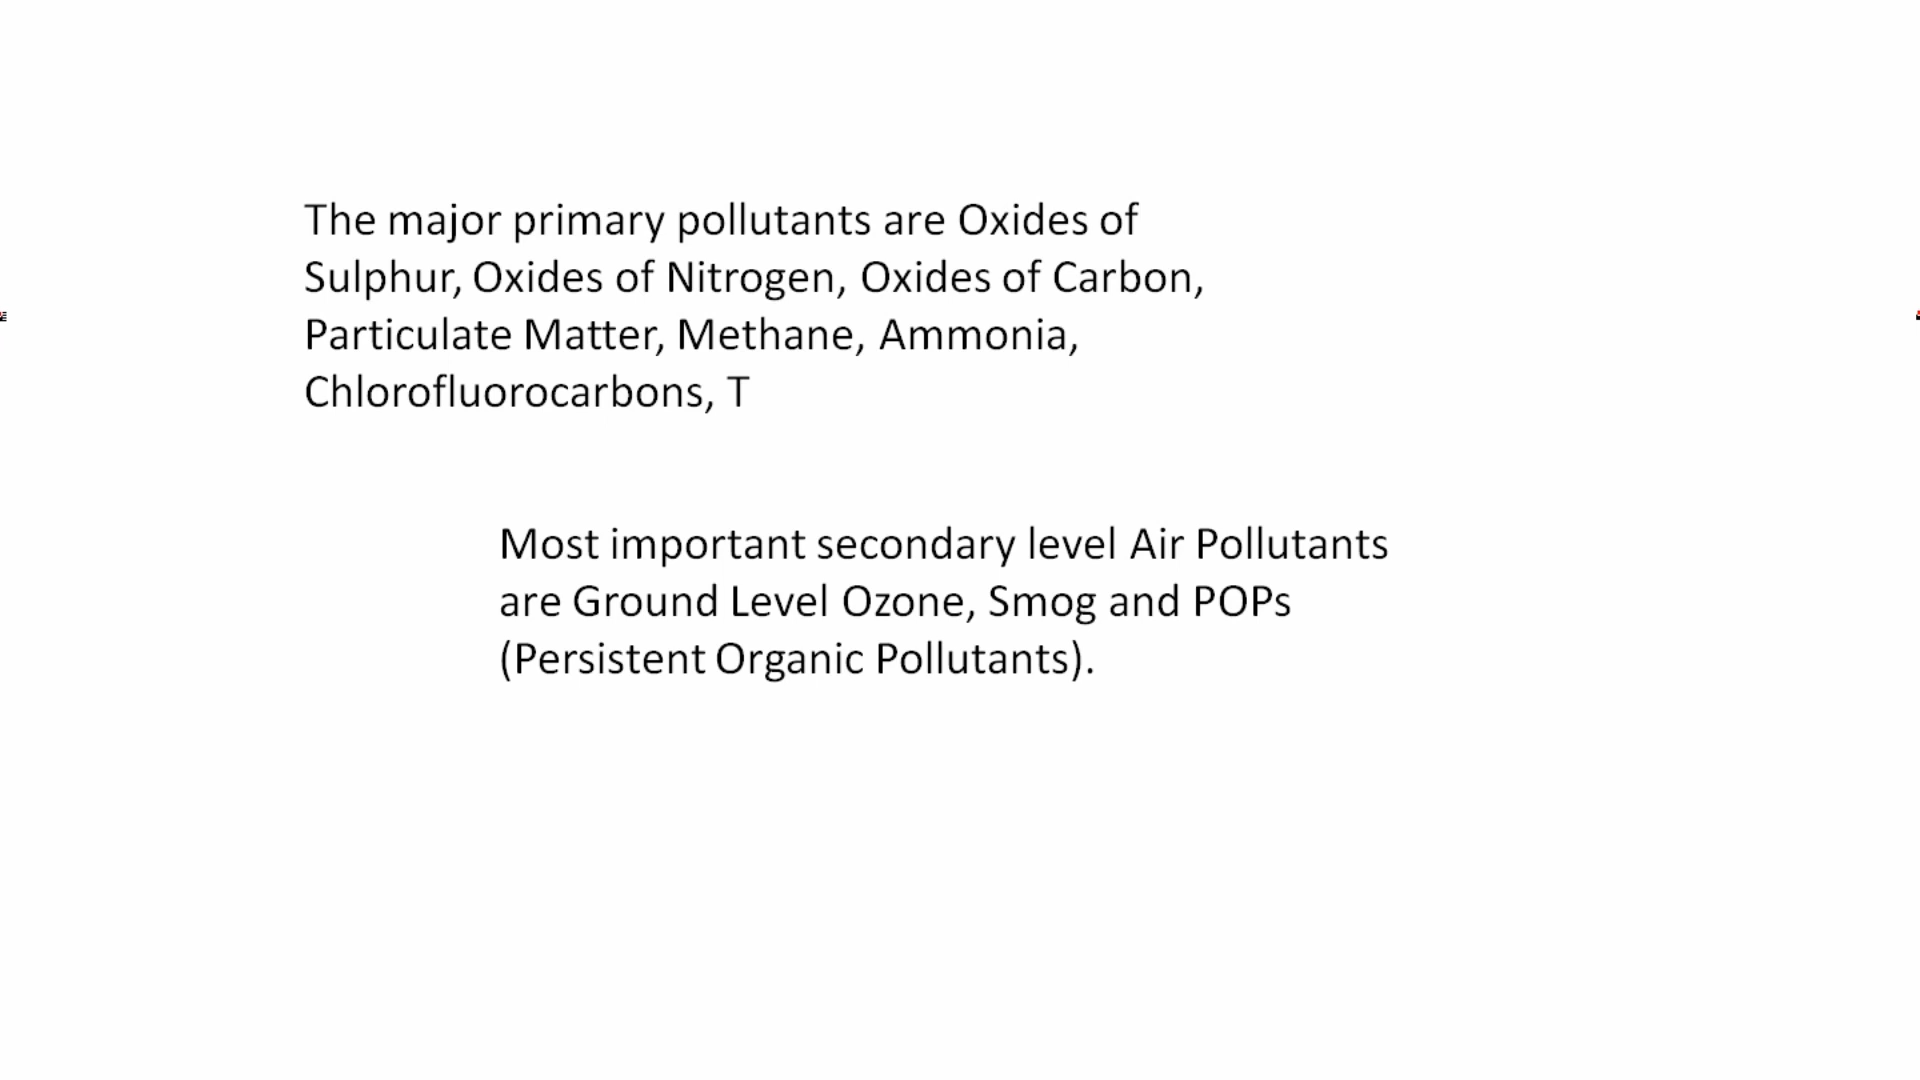 The major primary pollutants are Oxides of
Sulphur, Oxides of Nitrogen, Oxides of Carbon,
Particulate Matter, Methane, Ammonia,
Chlorofluorocarbons, T
Most important secondary level Air Pollutants
are Ground Level Ozone, Smog and POPs
(Persistent Organic Pollutants).